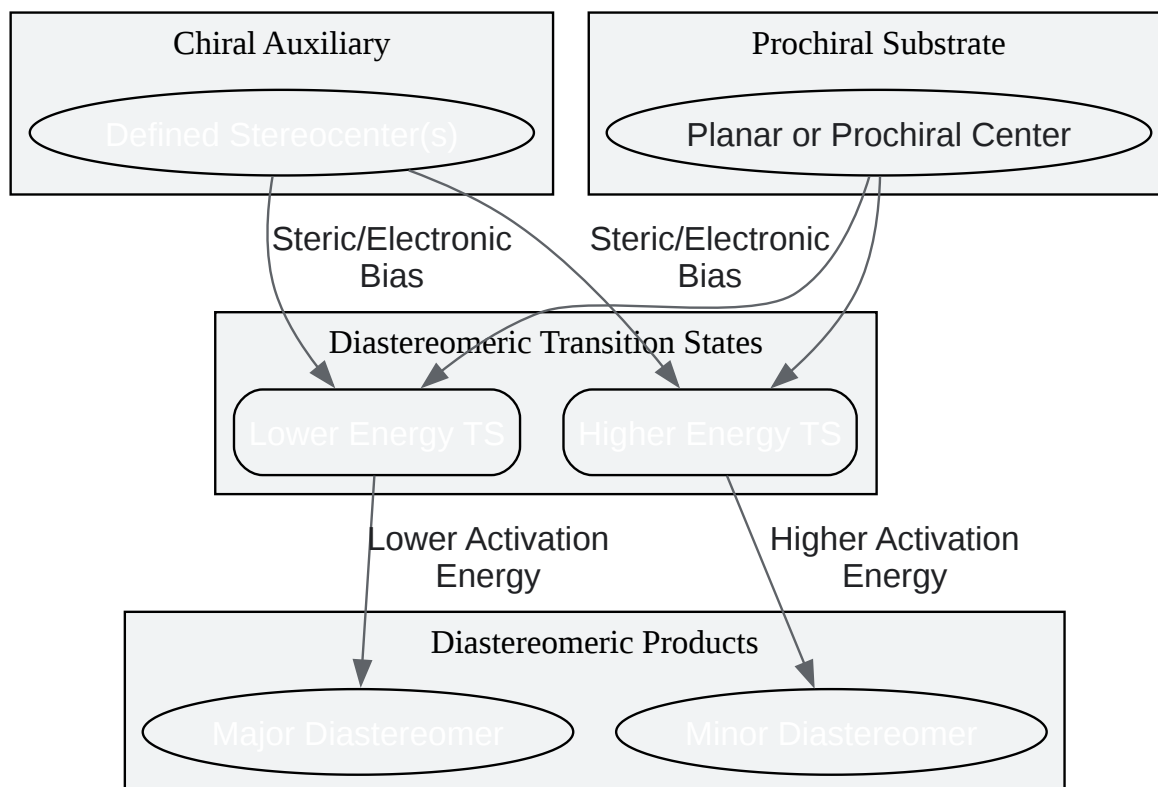 Chiral Auxiliary
Prochiral Substrate
Defined Stereocenter(s)
Planar or Prochiral Center
Steric/Electronic
Bias
Steric/Electronic
Bias
Diastereomeric Transition States
Lower Energy TS
Higher Energy TS
Lower Activation
Energy
Higher Activation
Energy
Diastereomeric Products
Major Diastereomer
Minor Diastereomer